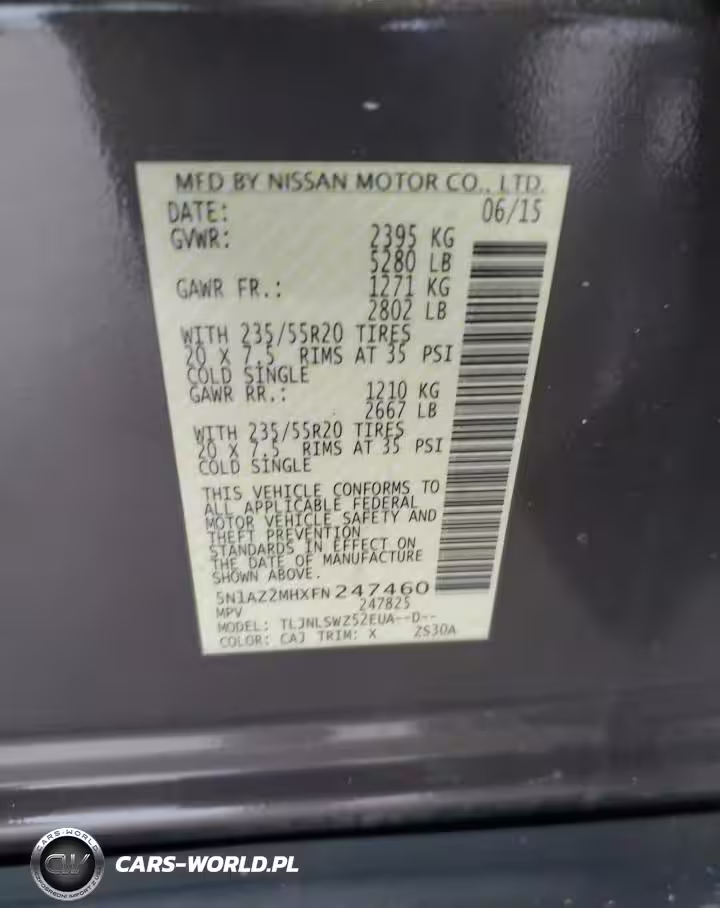 MFD BY NISSAN MOTOR CO., LTD.
DATE: 06/15
GVWR: 2395 KG
5280 LB
GAWR FR.: 1271 KG
2802 LB
WITH 235/55R20 TIRES
20 X 7.5 RIMS AT 35 PSI
COLD SINGLE
GAWR RR.: 1210 KG
2667 LB
WITH 235/55R20 TIRES
20 X 7.5 RIMS AT 35 PSI
COLD SINGLE
THIS VEHICLE CONFORMS TO
ALL APPLICABLE FEDERAL
MOTOR VEHICLE SAFETY AND
THEFT PREVENTION
STANDARDS IN EFFECT ON
THE DATE OF MANUFACTURE
SHOWN ABOVE.
5N1AZ2MHXFN247460
MPV 247825
MODEL: TLJNLSWZ52EUA--D--
COLOR: CAJ TRIM: X ZS30A
CARS-WORLD
CW
CARS-WORLD.PL